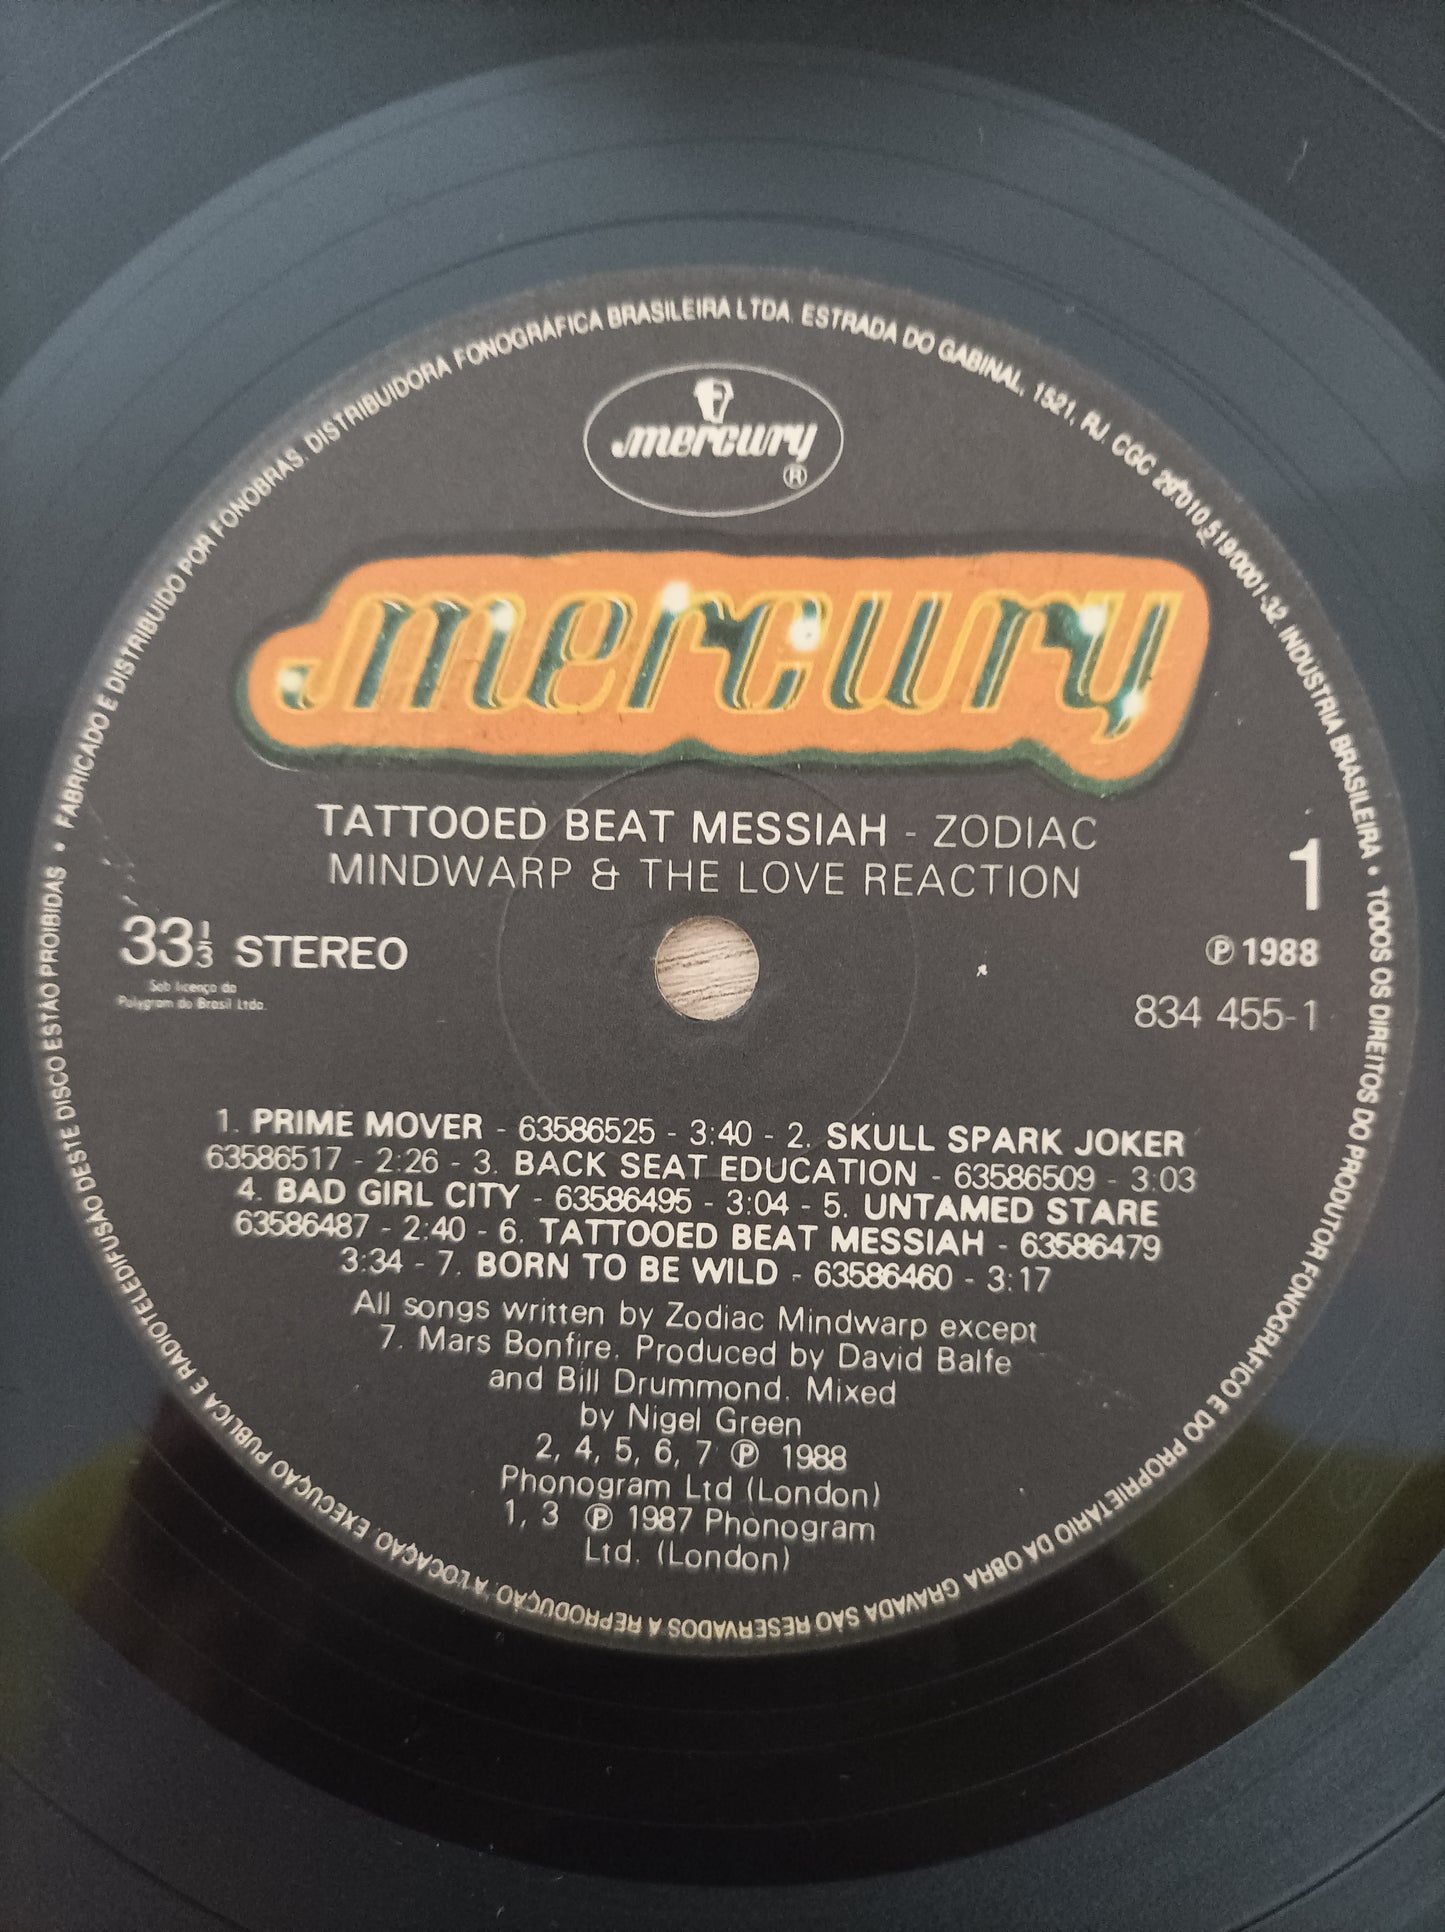 • FABRICADO E DISTRIBUIDO POR FONOBRAS. DISTRIBUIDORA FONOGRÁFICA BRASILEIRA LTDA. ESTRADA DO GABINAL, 1521, RJ. CGC 29.010.519/0001-32. INDÚSTRIA BRASILEIRA • TODOS OS DIREITOS DO PRODUTOR FONOGRÁFICO E DO PROPRIETÁRIO DA OBRA GRAVADA SÃO RESERVADOS A REPRODUÇÃO, A LOCAÇÃO, EXECUÇÃO PÚBLICA E RADIOTELEDIFUSÃO DESTE DISCO ESTÃO PROIBIDAS
mercury
®
mercury
TATTOOED BEAT MESSIAH - ZODIAC
MINDWARP & THE LOVE REACTION
1
33⅓ STEREO
℗ 1988
Sob licença da
Polygram do Brasil Ltda.
834 455-1
1. PRIME MOVER - 63586525 - 3:40 - 2. SKULL SPARK JOKER
63586517 - 2:26 - 3. BACK SEAT EDUCATION - 63586509 - 3:03
4. BAD GIRL CITY - 63586495 - 3:04 - 5. UNTAMED STARE
63586487 - 2:40 - 6. TATTOOED BEAT MESSIAH - 63586479
3:34 - 7. BORN TO BE WILD - 63586460 - 3:17
All songs written by Zodiac Mindwarp except
7. Mars Bonfire. Produced by David Balfe
and Bill Drummond. Mixed
by Nigel Green
2, 4, 5, 6, 7 ℗ 1988
Phonogram Ltd (London)
1, 3 ℗ 1987 Phonogram
Ltd. (London)